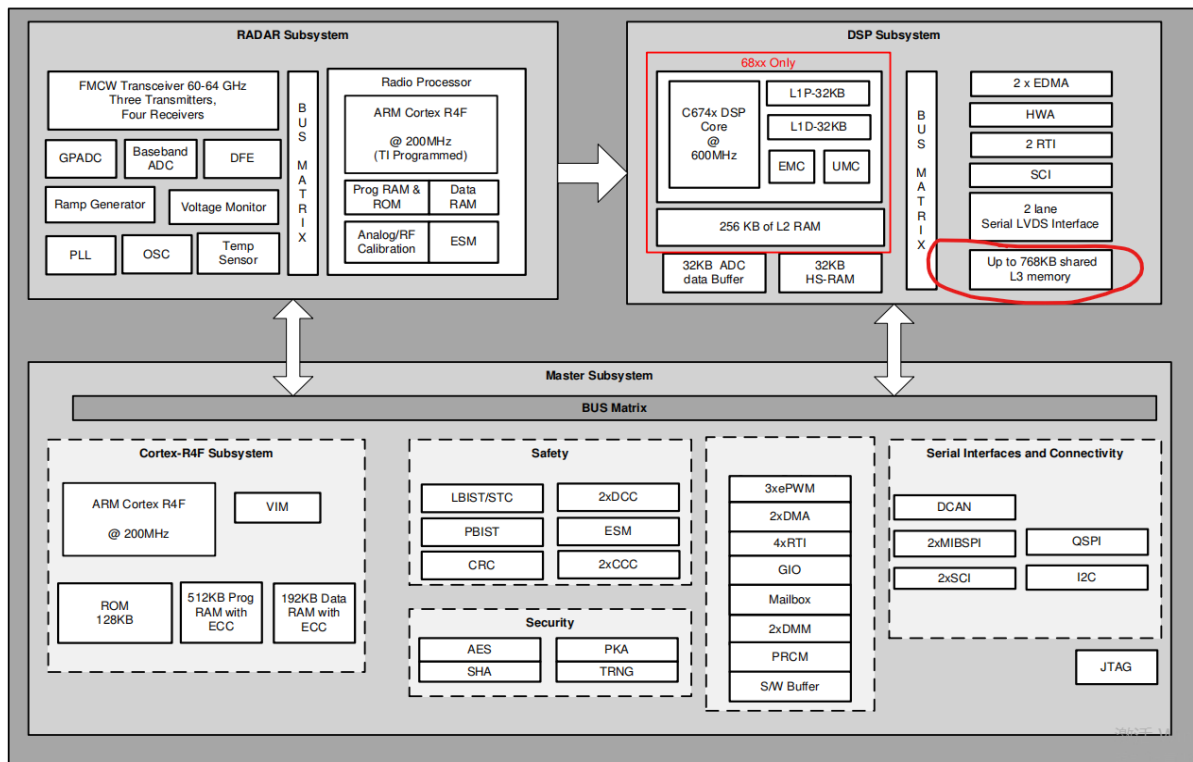 RADAR Subsystem
FMCW Transceiver 60-64 GHz
Three Transmitters,
Four Receivers
GPADC
Baseband
ADC
DFE
Ramp Generator
Voltage Monitor
PLL
OSC
Temp
Sensor
BUS MATRIX
Radio Processor
ARM Cortex R4F
@ 200MHz
(TI Programmed)
Prog RAM &
ROM
Data
RAM
Analog/RF
Calibration
ESM
DSP Subsystem
68xx Only
C674x DSP
Core
@
600MHz
L1P-32KB
L1D-32KB
EMC
UMC
256 KB of L2 RAM
32KB ADC
data Buffer
32KB
HS-RAM
BUS MATRIX
2 x EDMA
HWA
2 RTI
SCI
2 lane
Serial LVDS Interface
Up to 768KB shared
L3 memory
Master Subsystem
BUS Matrix
Cortex-R4F Subsystem
ARM Cortex R4F
@ 200MHz
VIM
ROM
128KB
512KB Prog
RAM with
ECC
192KB Data
RAM with
ECC
Safety
LBIST/STC
2xDCC
PBIST
ESM
CRC
2xCCC
Security
AES
PKA
SHA
TRNG
3xePWM
2xDMA
4xRTI
GIO
Mailbox
2xDMM
PRCM
S/W Buffer
Serial Interfaces and Connectivity
DCAN
2xMIBSPI
QSPI
2xSCI
I2C
JTAG